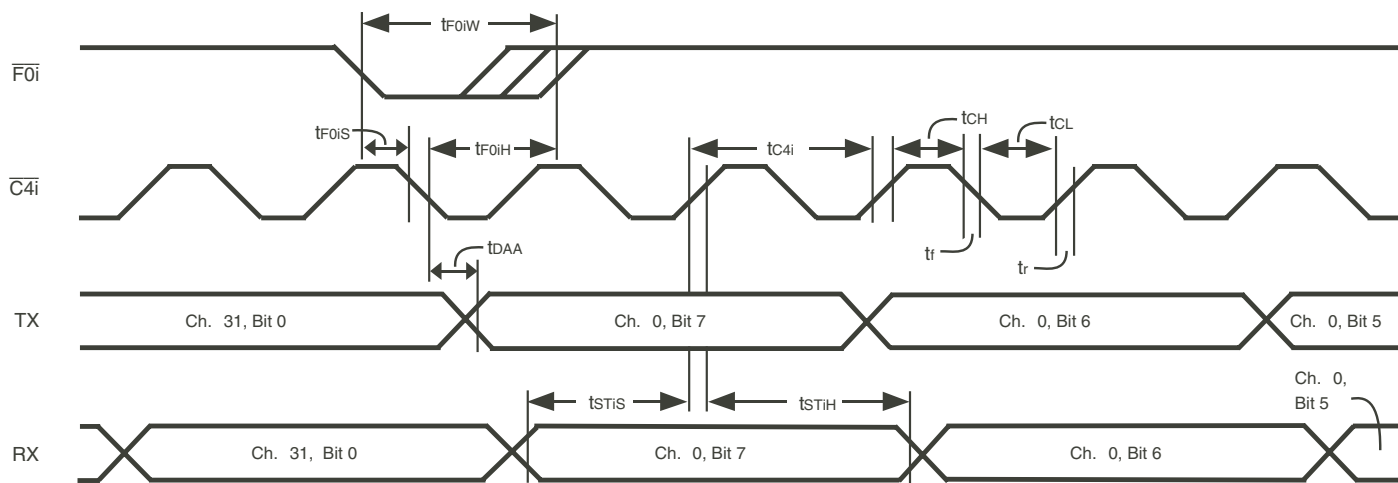 tF0iW
F0i
tF0iS
tF0iH
tC4i
tCH
tCL
C4i
tDAA
tf
tr
TX
Ch. 31, Bit 0
Ch. 0, Bit 7
Ch. 0, Bit 6
Ch. 0, Bit 5
tSTiS
tSTiH
Ch. 0,
Bit 5
RX
Ch. 31, Bit 0
Ch. 0, Bit 7
Ch. 0, Bit 6